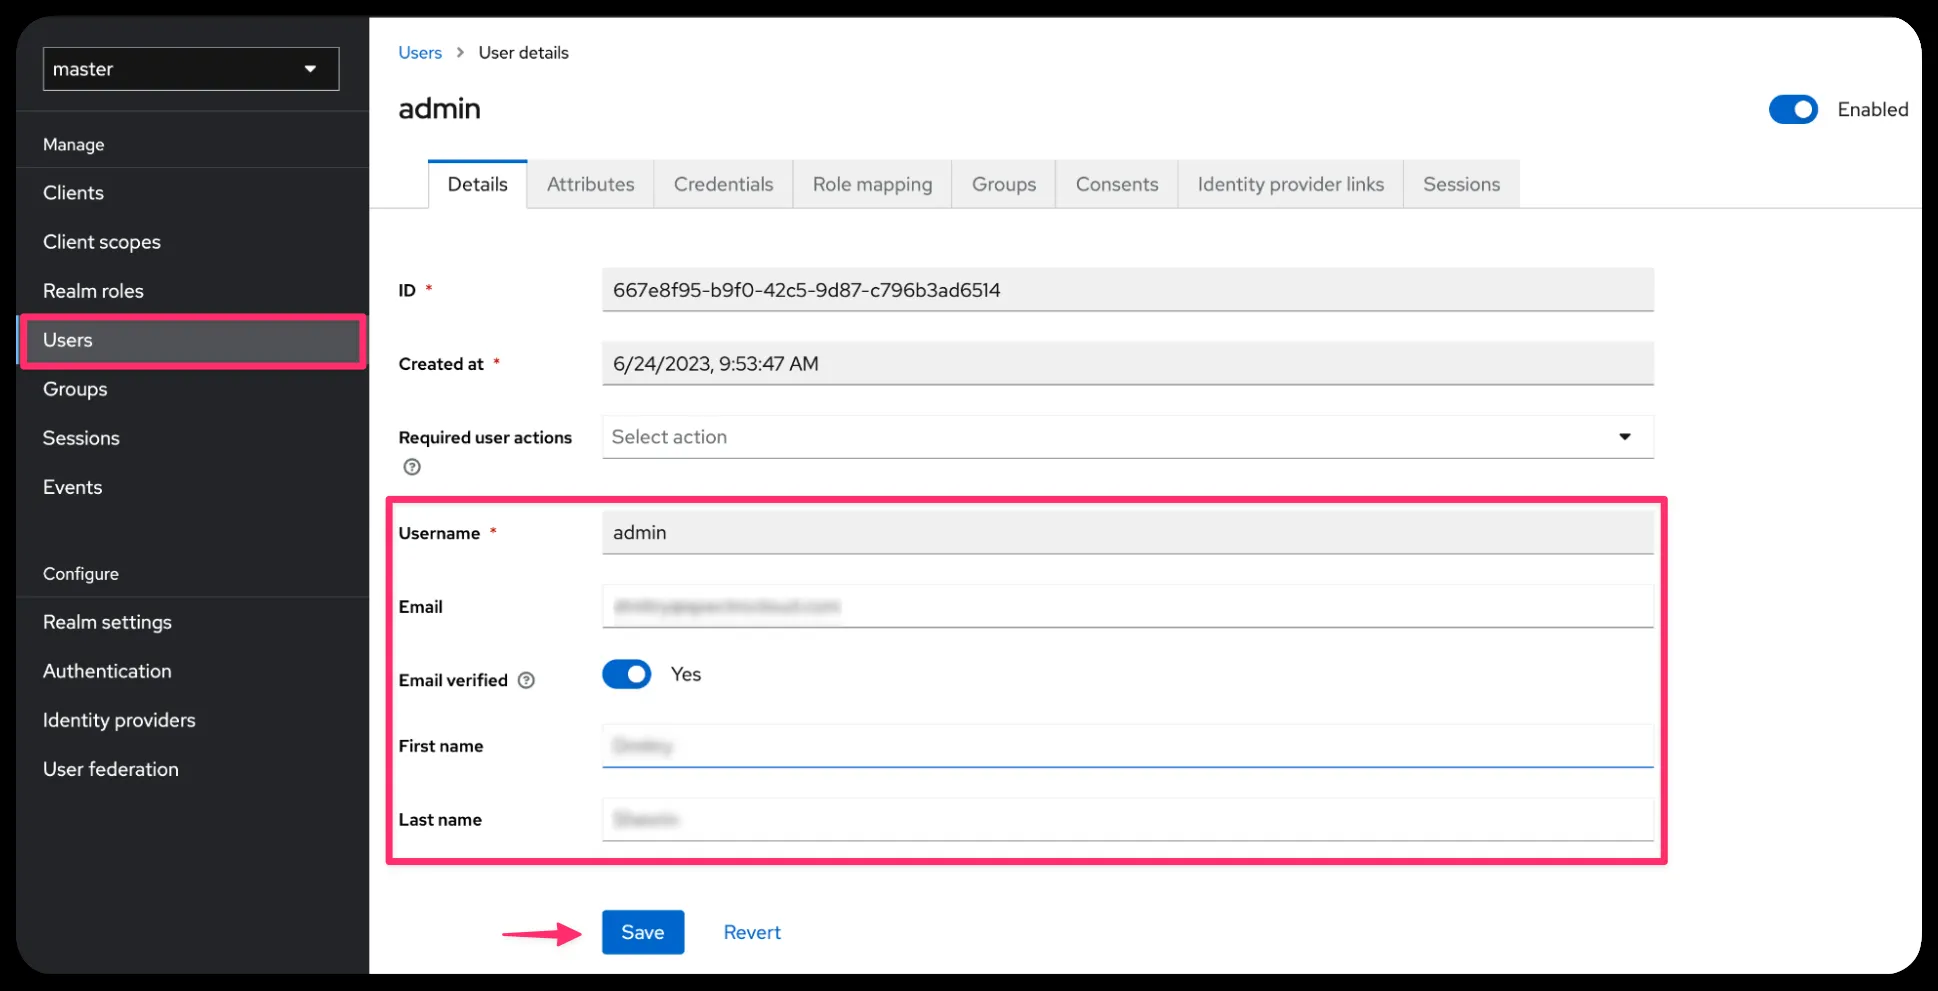 master
Manage
Clients
Client scopes
Realm roles
Users
Groups
Sessions
Events
Configure
Realm settings
Authentication
Identity providers
User federation
Users > User details
admin
Enabled
Details Attributes Credentials Role mapping Groups Consents Identity provider links Sessions
ID * 667e8f95-b9f0-42c5-9d87-c796b3ad6514
Created at * 6/24/2023, 9:53:47 AM
Required user actions Select action
Username * admin
Email
Email verified Yes
First name
Last name
Save Revert